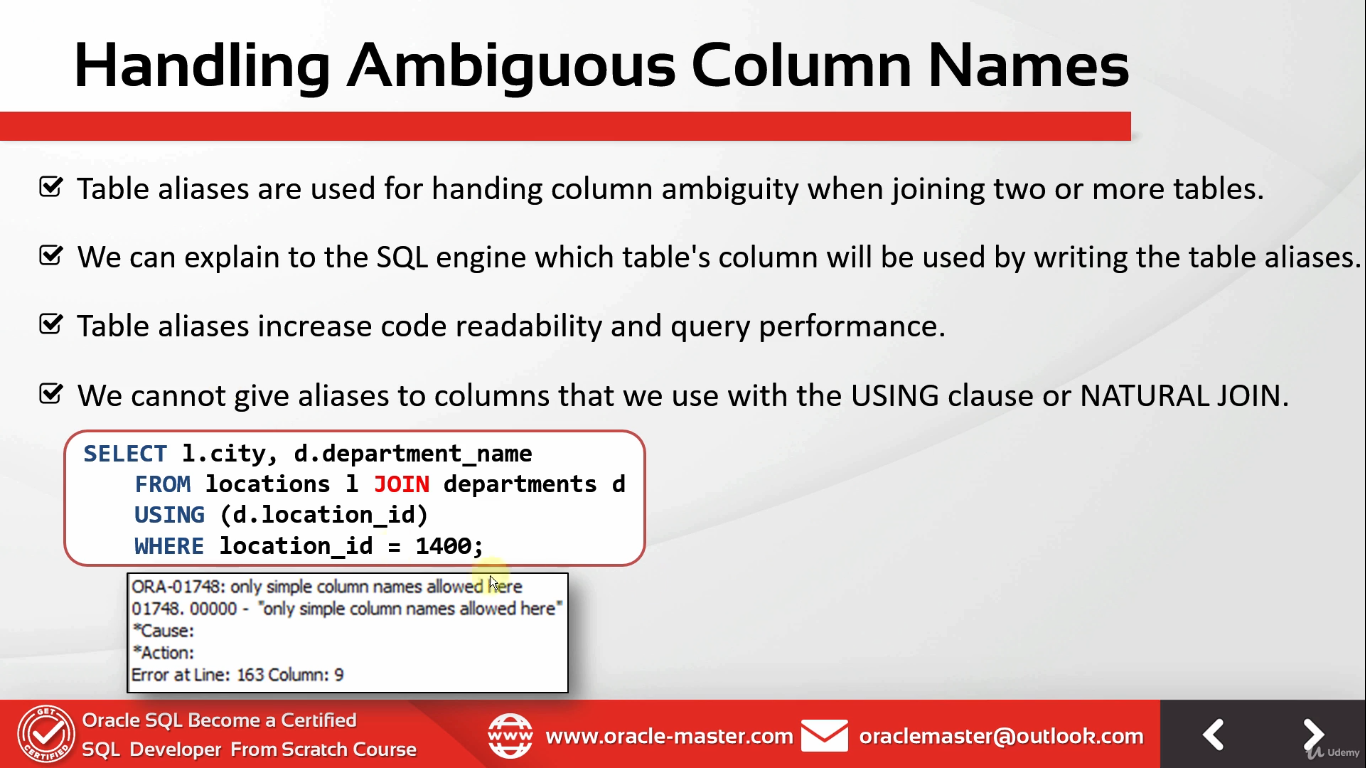 Handling Ambiguous Column Names
Table aliases are used for handing column ambiguity when joining two or more tables.
We can explain to the SQL engine which table's column will be used by writing the table aliases.
Table aliases increase code readability and query performance.
We cannot give aliases to columns that we use with the USING clause or NATURAL JOIN.
SELECT l.city, d.department_name
FROM locations l JOIN departments d
USING (d.location_id)
WHERE location_id = 1400;
ORA-01748: only simple column names allowed here
01748. 00000 - "only simple column names allowed here"
*Cause:
*Action:
Error at Line: 163 Column: 9
GET CERTIFIED
Oracle SQL Become a Certified
SQL Developer From Scratch Course
www
www.oracle-master.com
oraclemaster@outlook.com
Udemy